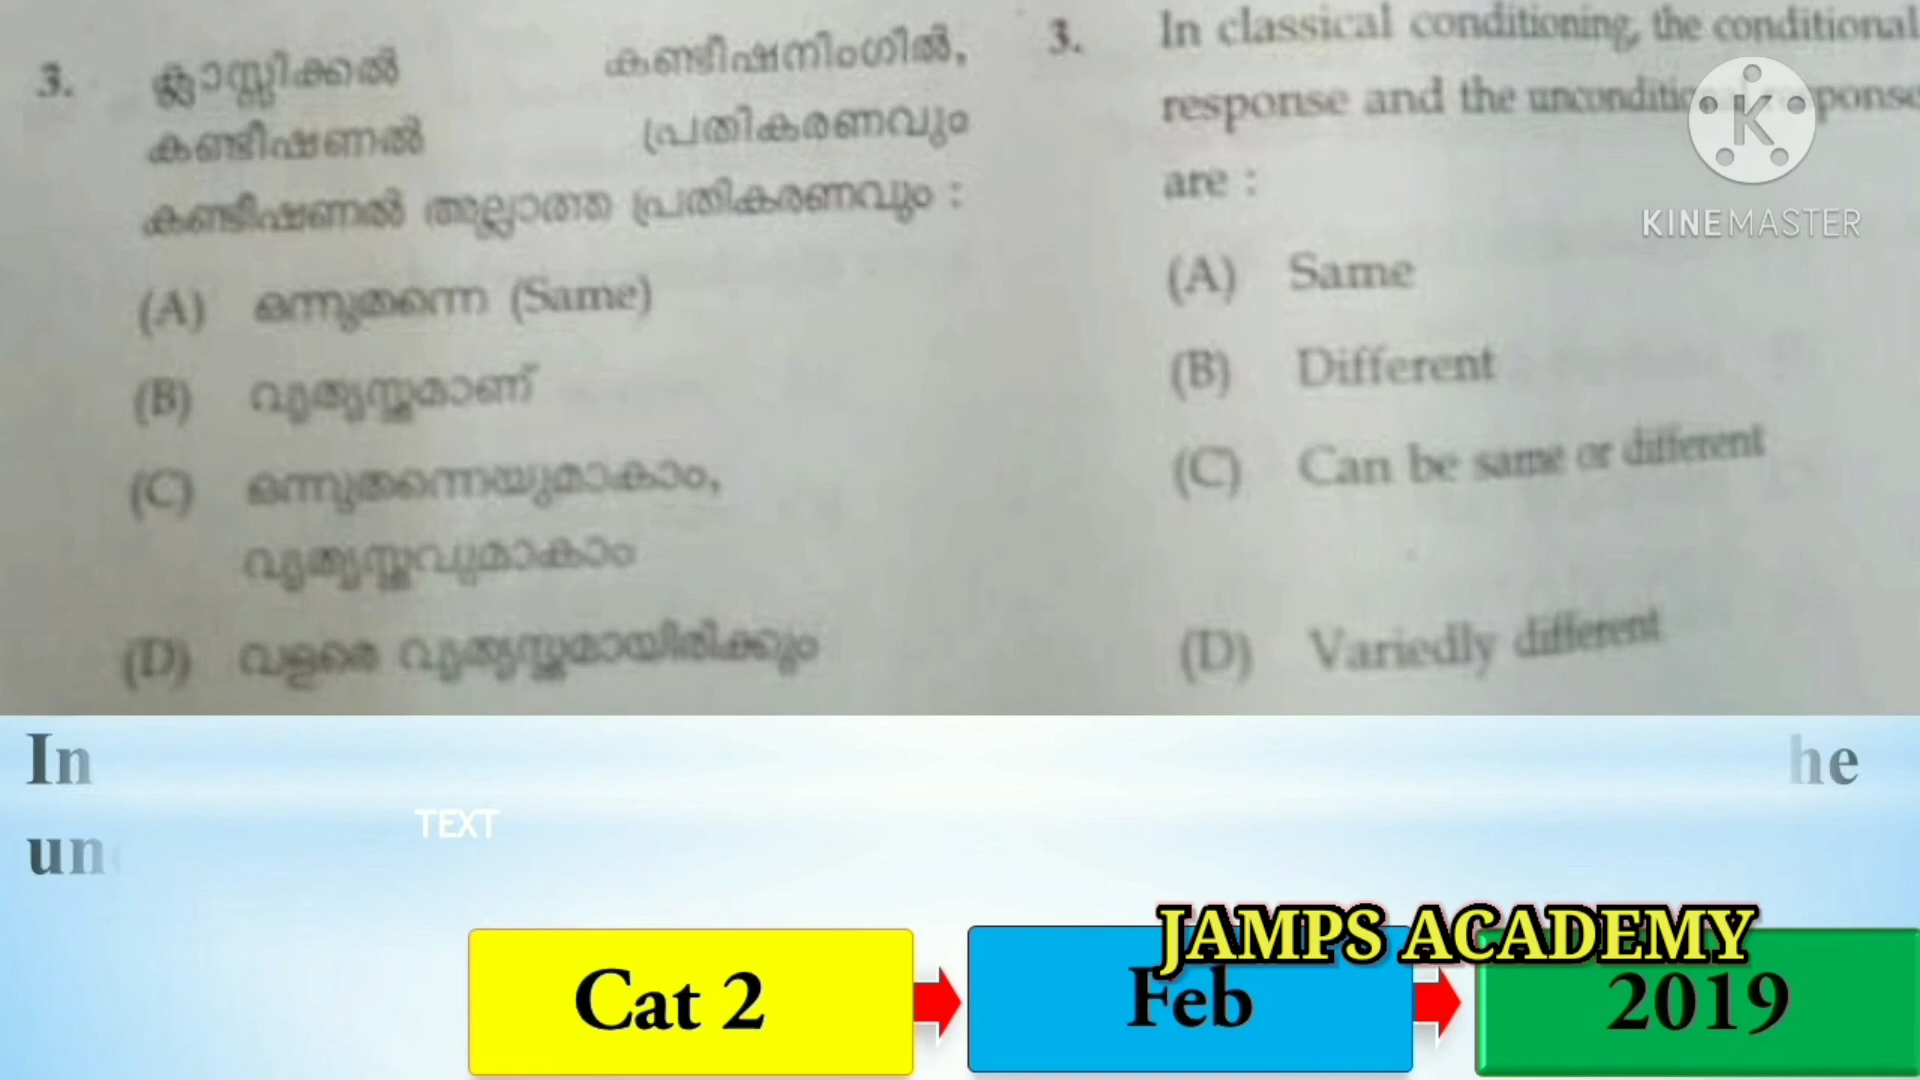 3. ക്ലാസ്സിക്കൽ കണ്ടീഷനിംഗിൽ,
കണ്ടീഷണൽ പ്രതികരണവും
കണ്ടീഷണൽ അല്ലാത്ത പ്രതികരണവും :
(A) ഒന്നുതന്നെ (Same)
(B) വ്യത്യസ്തമാണ്
(C) ഒന്നുതന്നെയുമാകാം,
വ്യത്യസ്തവുമാകാം
(D) വളരെ വ്യത്യസ്തമായിരിക്കും
3. In classical conditioning, the conditional
response and the
are :
(A) Same
(B) Different
(C) Can be same or different
(D) Variedly different
KINEMASTER
In he
un
TEXT
JAMPS ACADEMY
Cat 2 Feb 2019